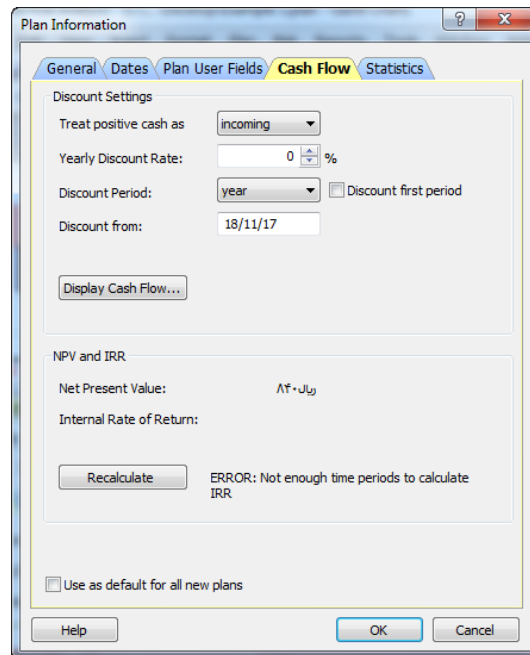 Plan Information
General Dates Plan User Fields Cash Flow Statistics
Discount Settings
Treat positive cash as incoming
Yearly Discount Rate: 0 %
Discount Period: year Discount first period
Discount from: 18/11/17
Display Cash Flow...
NPV and IRR
Net Present Value: ریال۸۴۰
Internal Rate of Return:
Recalculate ERROR: Not enough time periods to calculate
IRR
Use as default for all new plans
Help OK Cancel